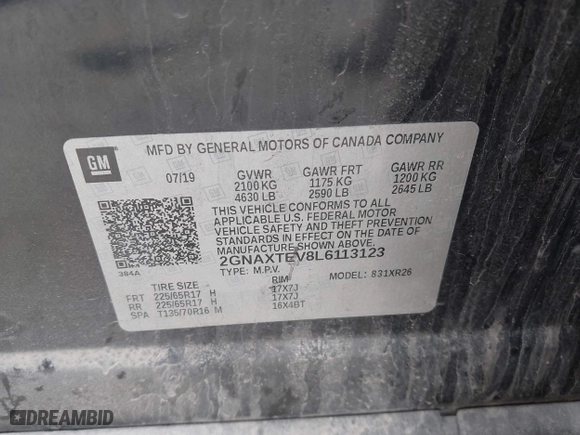 GM
MFD BY GENERAL MOTORS OF CANADA COMPANY
07/19 GVWR GAWR FRT GAWR RR
2100 KG 1175 KG 1200 KG
4630 LB 2590 LB 2645 LB
THIS VEHICLE CONFORMS TO ALL
APPLICABLE U.S. FEDERAL MOTOR
VEHICLE SAFETY AND THEFT PREVENTION
STANDARDS IN EFFECT ON THE DATE OF
MANUFACTURE SHOWN ABOVE.
384A 2GNAXTEV8L6113123
TYPE: M.P.V. MODEL: 831XR26
TIRE SIZE RIM
FRT 225/65R17 H 17X7J
RR 225/65R17 H 17X7J
SPA T135/70R16 M 16X4BT
DREAMBID